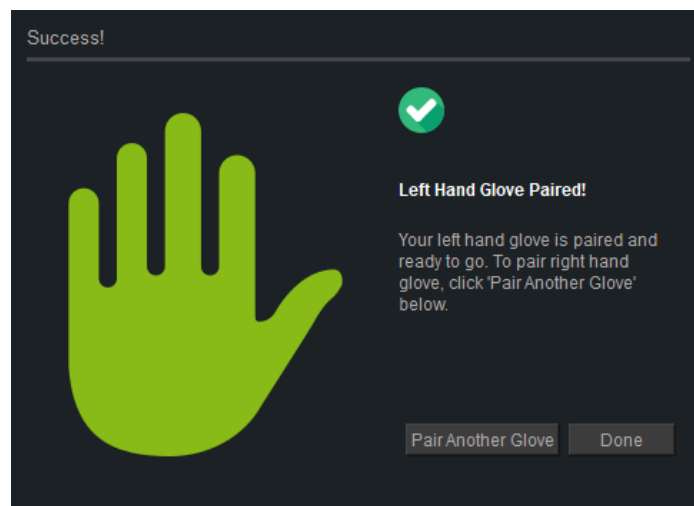 Success!
Left Hand Glove Paired!
Your left hand glove is paired and
ready to go. To pair right hand
glove, click 'Pair Another Glove'
below.
Pair Another Glove
Done